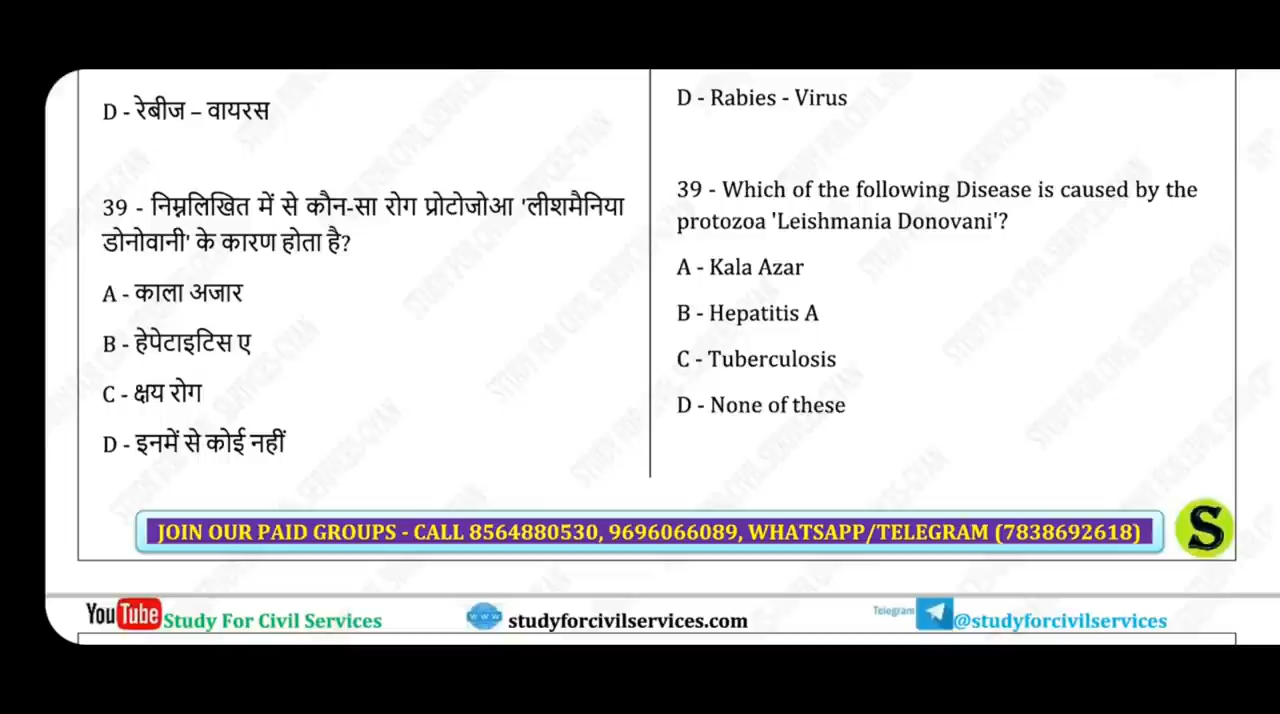 D - रेबीज – वायरस
39 - निम्नलिखित में से कौन-सा रोग प्रोटोजोआ 'लीशमैनिया
डोनोवानी' के कारण होता है?
A - काला अजार
B - हेपेटाइटिस ए
C - क्षय रोग
D - इनमें से कोई नहीं
D - Rabies - Virus
39 - Which of the following Disease is caused by the
protozoa 'Leishmania Donovani'?
A - Kala Azar
B - Hepatitis A
C - Tuberculosis
D - None of these
JOIN OUR PAID GROUPS - CALL 8564880530, 9696066089, WHATSAPP/TELEGRAM (7838692618)
S
YouTube Study For Civil Services
www studyforcivilservices.com
Telegram @studyforcivilservices